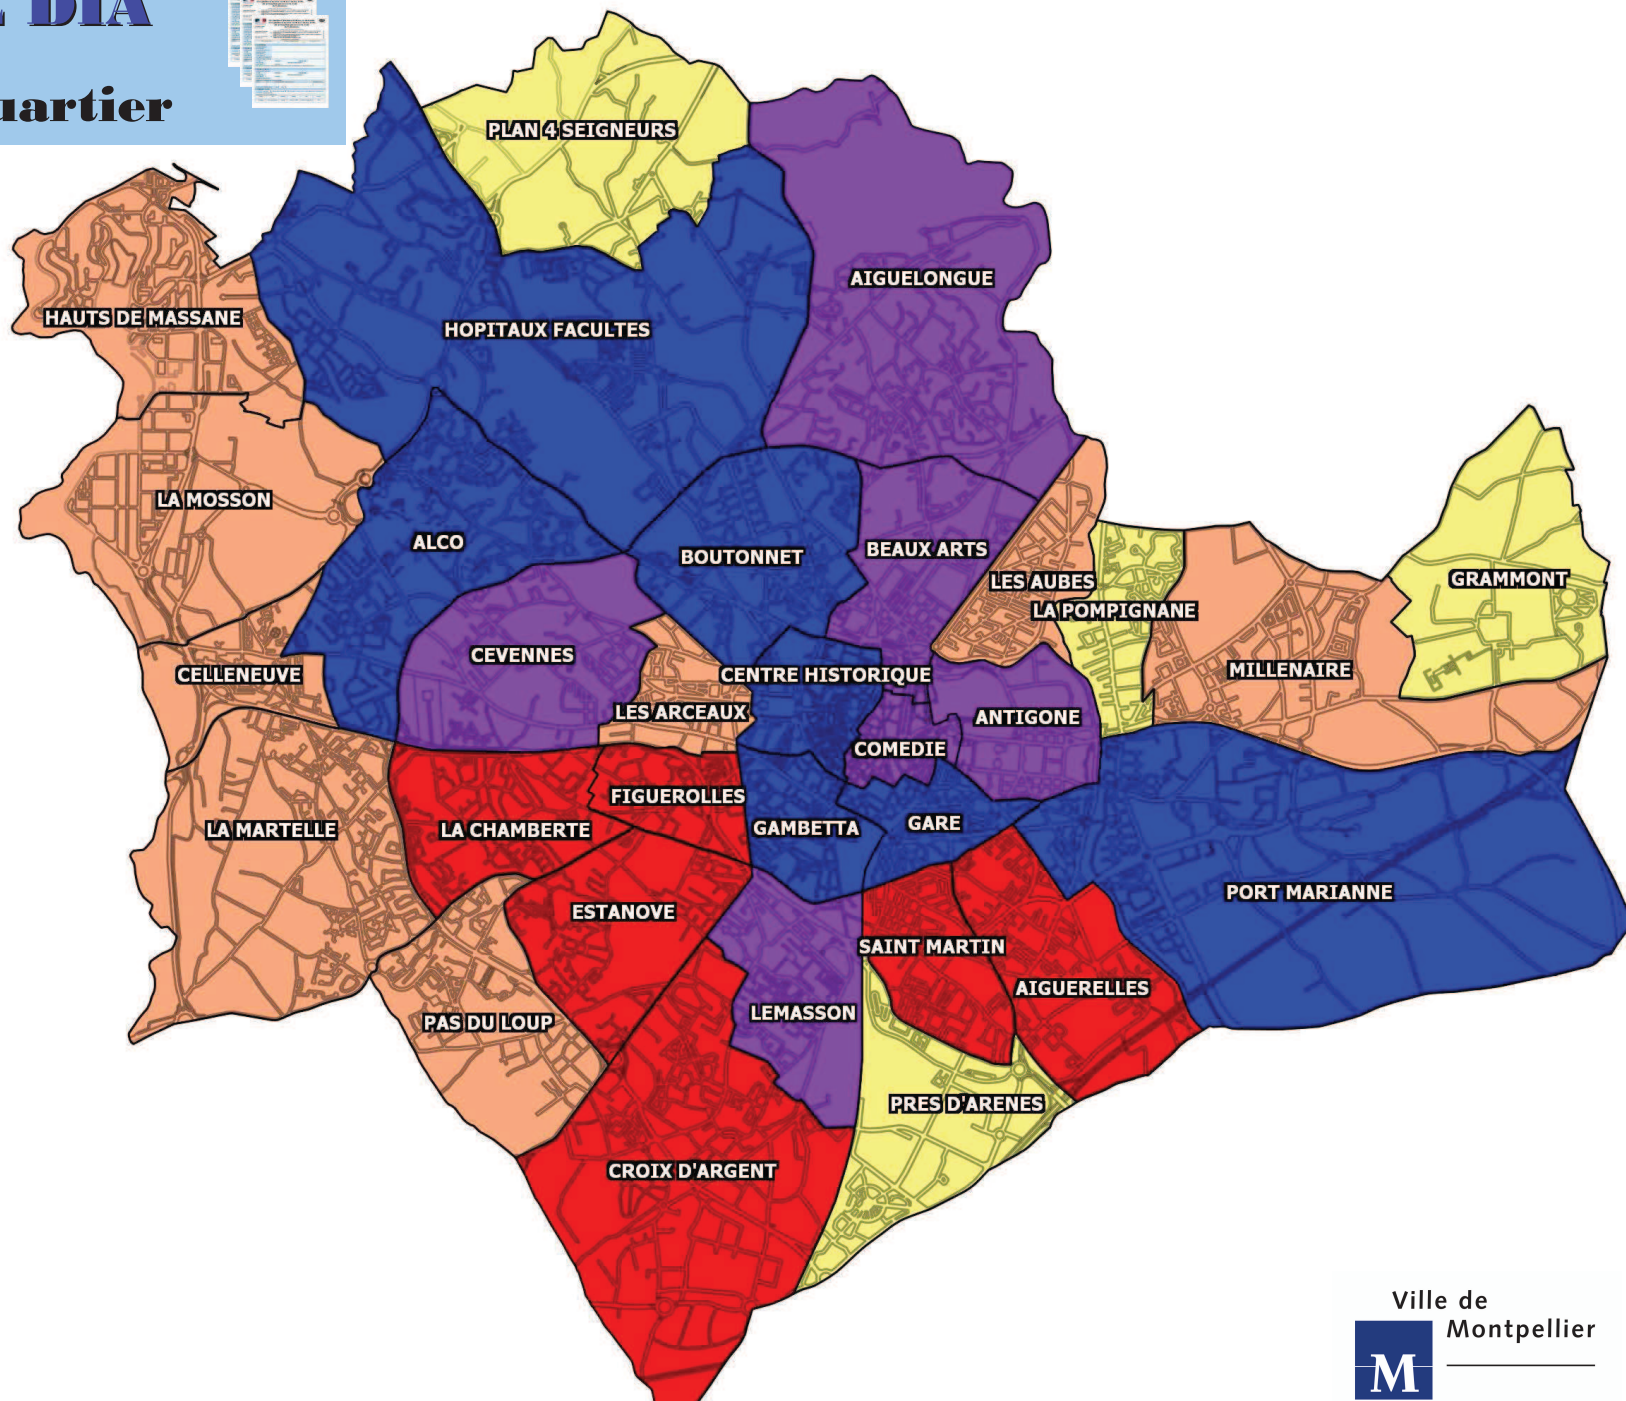 DIA
uartier
PLAN 4 SEIGNEURS
AIGUELONGUE
HAUTS DE MASSANE
HOPITAUX FACULTES
LA MOSSON
ALCO
BOUTONNET
BEAUX ARTS
LES AUBES
GRAMMONT
LA POMPIGNANE
CEVENNES
CELLENEUVE
CENTRE HISTORIQUE
MILLENAIRE
LES ARCEAUX
ANTIGONE
COMEDIE
FIGUEROLLES
LA MARTELLE
LA CHAMBERTE
GAMBETTA
GARE
PORT MARIANNE
ESTANOVE
SAINT MARTIN
AIGUERELLES
LEMASSON
PAS DU LOUP
PRES D'ARENES
CROIX D'ARGENT
Ville de
Montpellier
M